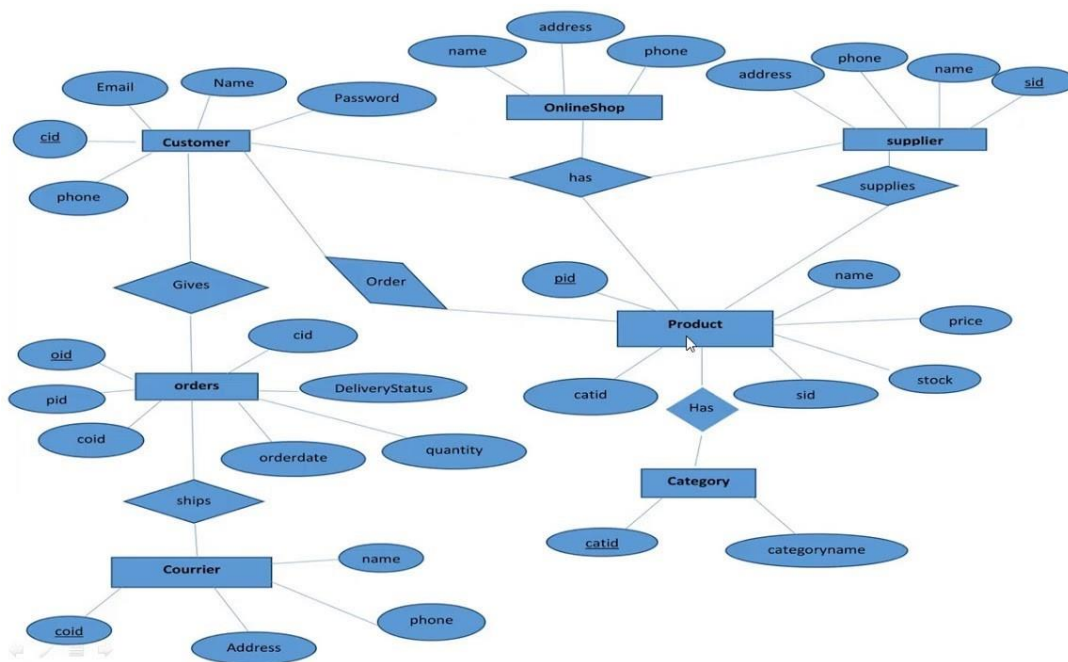 address
name
phone
phone
name
address
sid
Email
Name
Password
OnlineShop
cid
Customer
supplier
phone
has
supplies
Gives
Order
pid
name
Product
price
cid
oid
orders
DeliveryStatus
catid
sid
stock
pid
Has
coid
orderdate
quantity
Category
ships
catid
categoryname
name
Courrier
phone
coid
Address